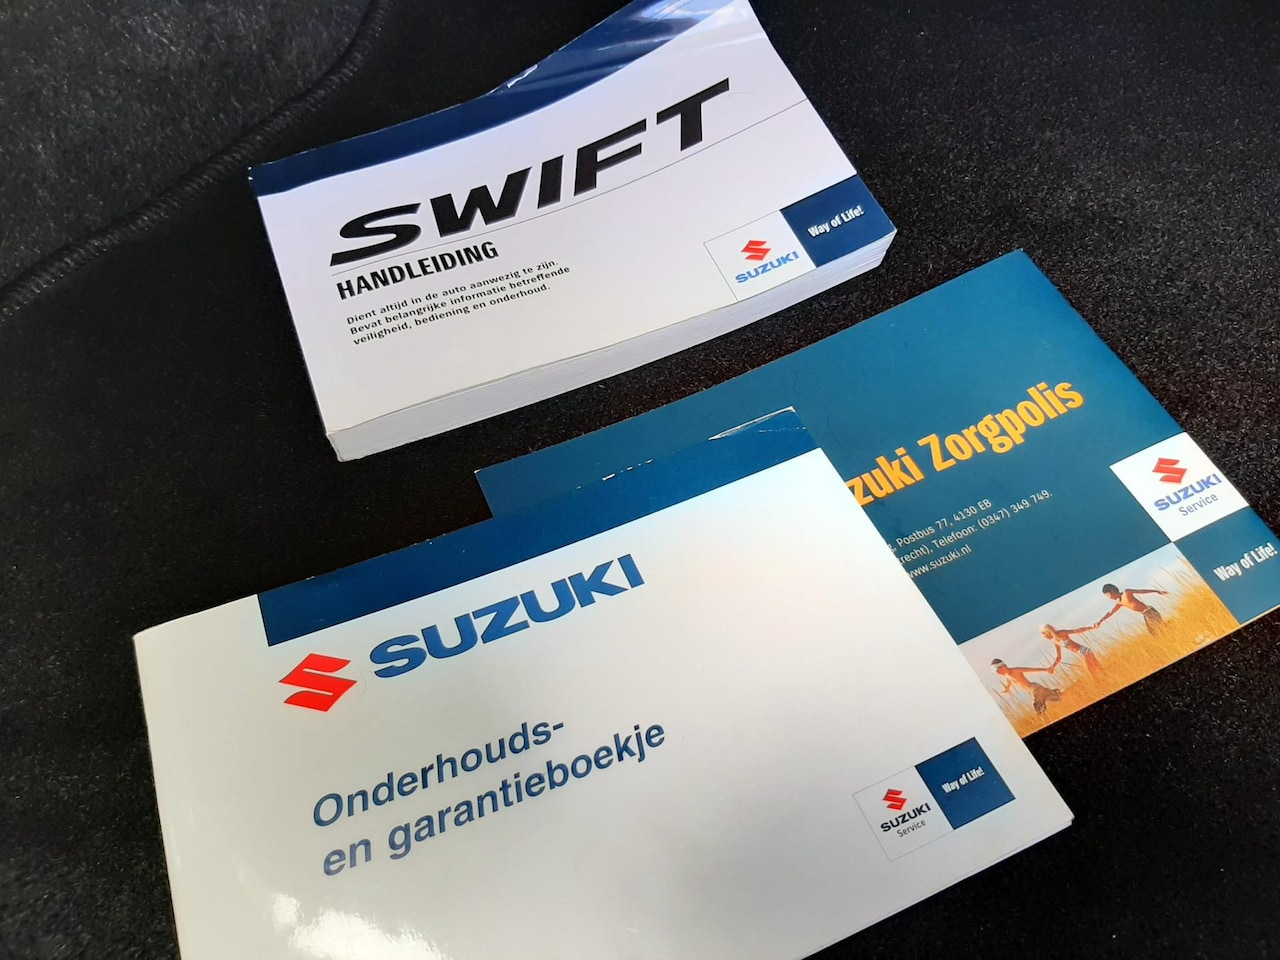 SWIFT
HANDLEIDING
Dient altijd in de auto aanwezig te zijn.
Bevat belangrijke informatie betreffende
veiligheid, bediening en onderhoud.
SUZUKI
Way of Life!
zuki Zorgpolis
Postbus 77, 4130 EB
recht), Telefoon: (0347) 349 749.
www.suzuki.nl
SUZUKI
Service
Way of Life!
SUZUKI
Onderhouds-
en garantieboekje
SUZUKI
Service
Way of Life!